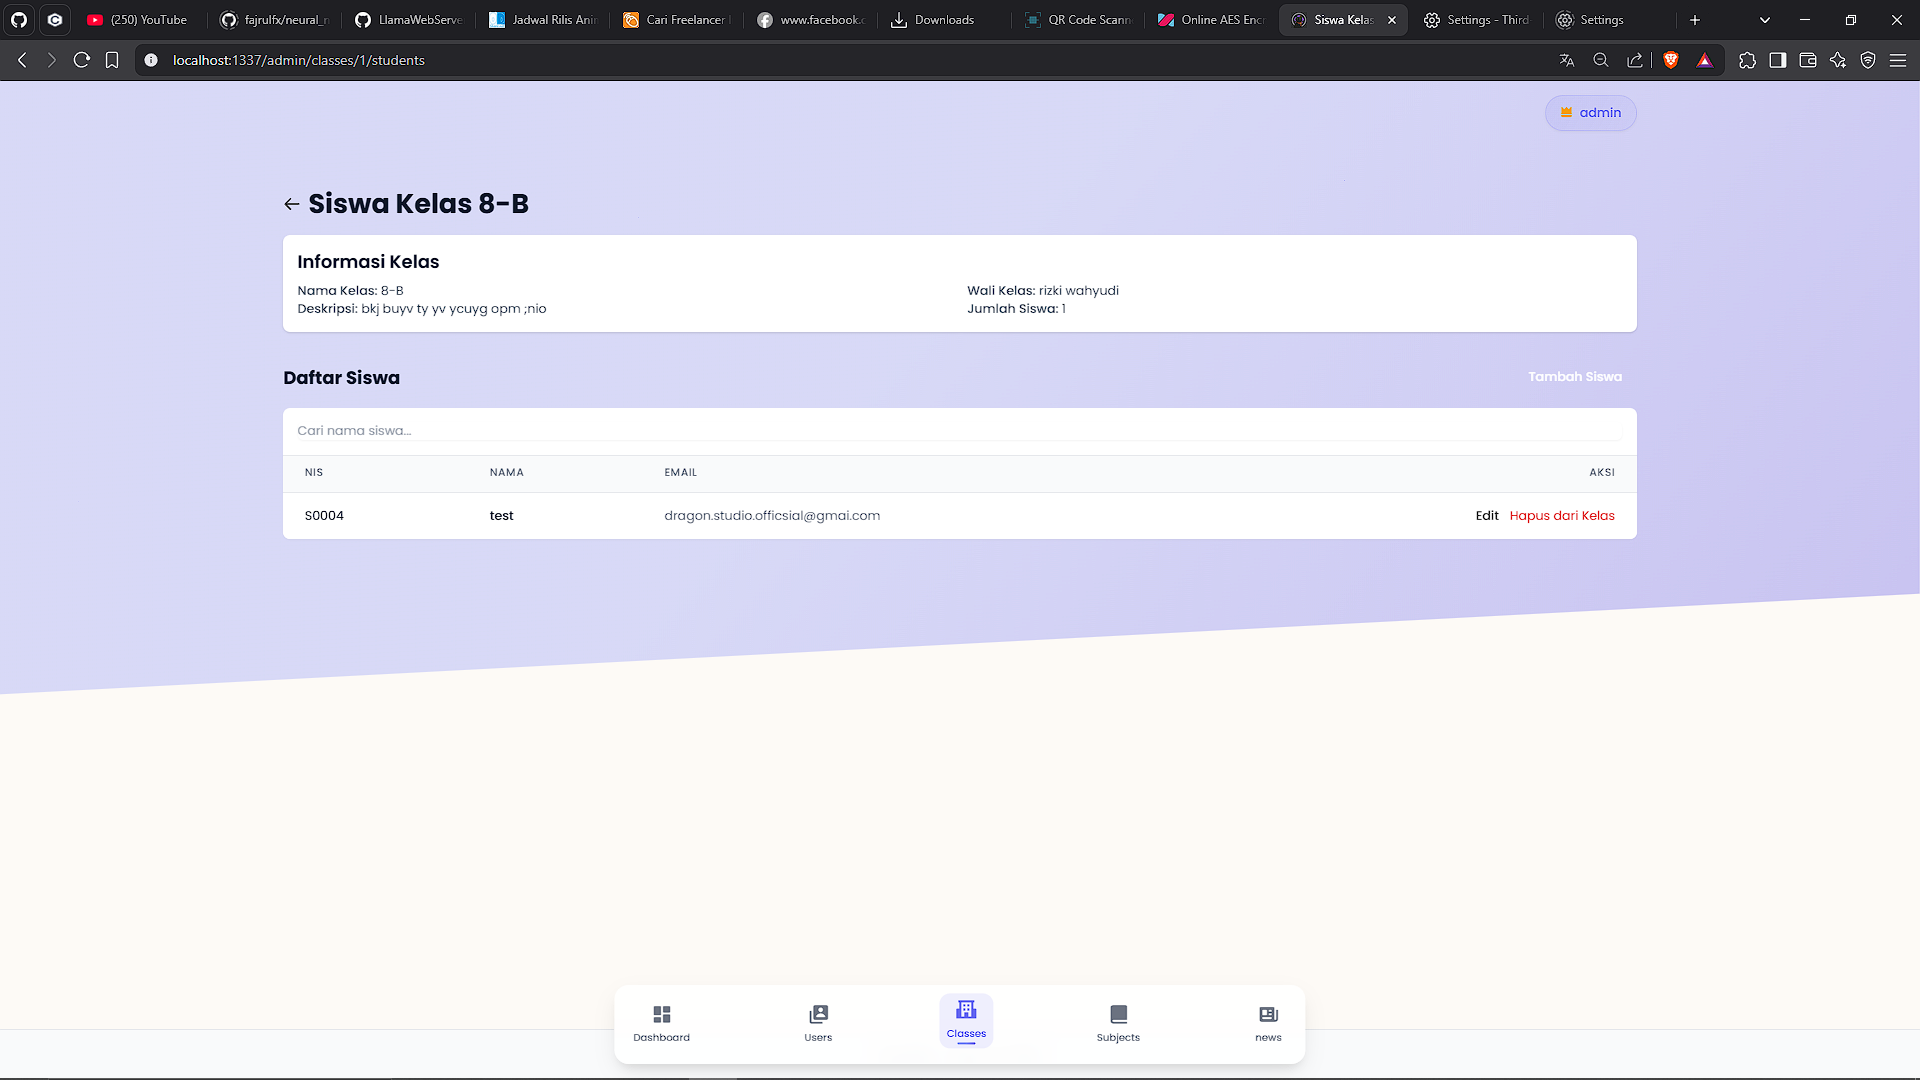 (250) YouTube
fajrulfx/neural_n
LlamaWebServe
Jadwal Rilis Anim
Cari Freelancer
www.facebook.c
Downloads
QR Code Scann
Online AES Encr
Siswa Kelas
Settings - Third
Settings
localhost:1337/admin/classes/1/students
admin
← Siswa Kelas 8-B
Informasi Kelas
Nama Kelas: 8-B
Wali Kelas: rizki wahyudi
Deskripsi: bkj buyv ty yv ycuyg opm ;nio
Jumlah Siswa: 1
Daftar Siswa
Tambah Siswa
Cari nama siswa...
NIS NAMA EMAIL AKSI
S0004 test dragon.studio.officsial@gmai.com Edit Hapus dari Kelas
Dashboard
Users
Classes
Subjects
news